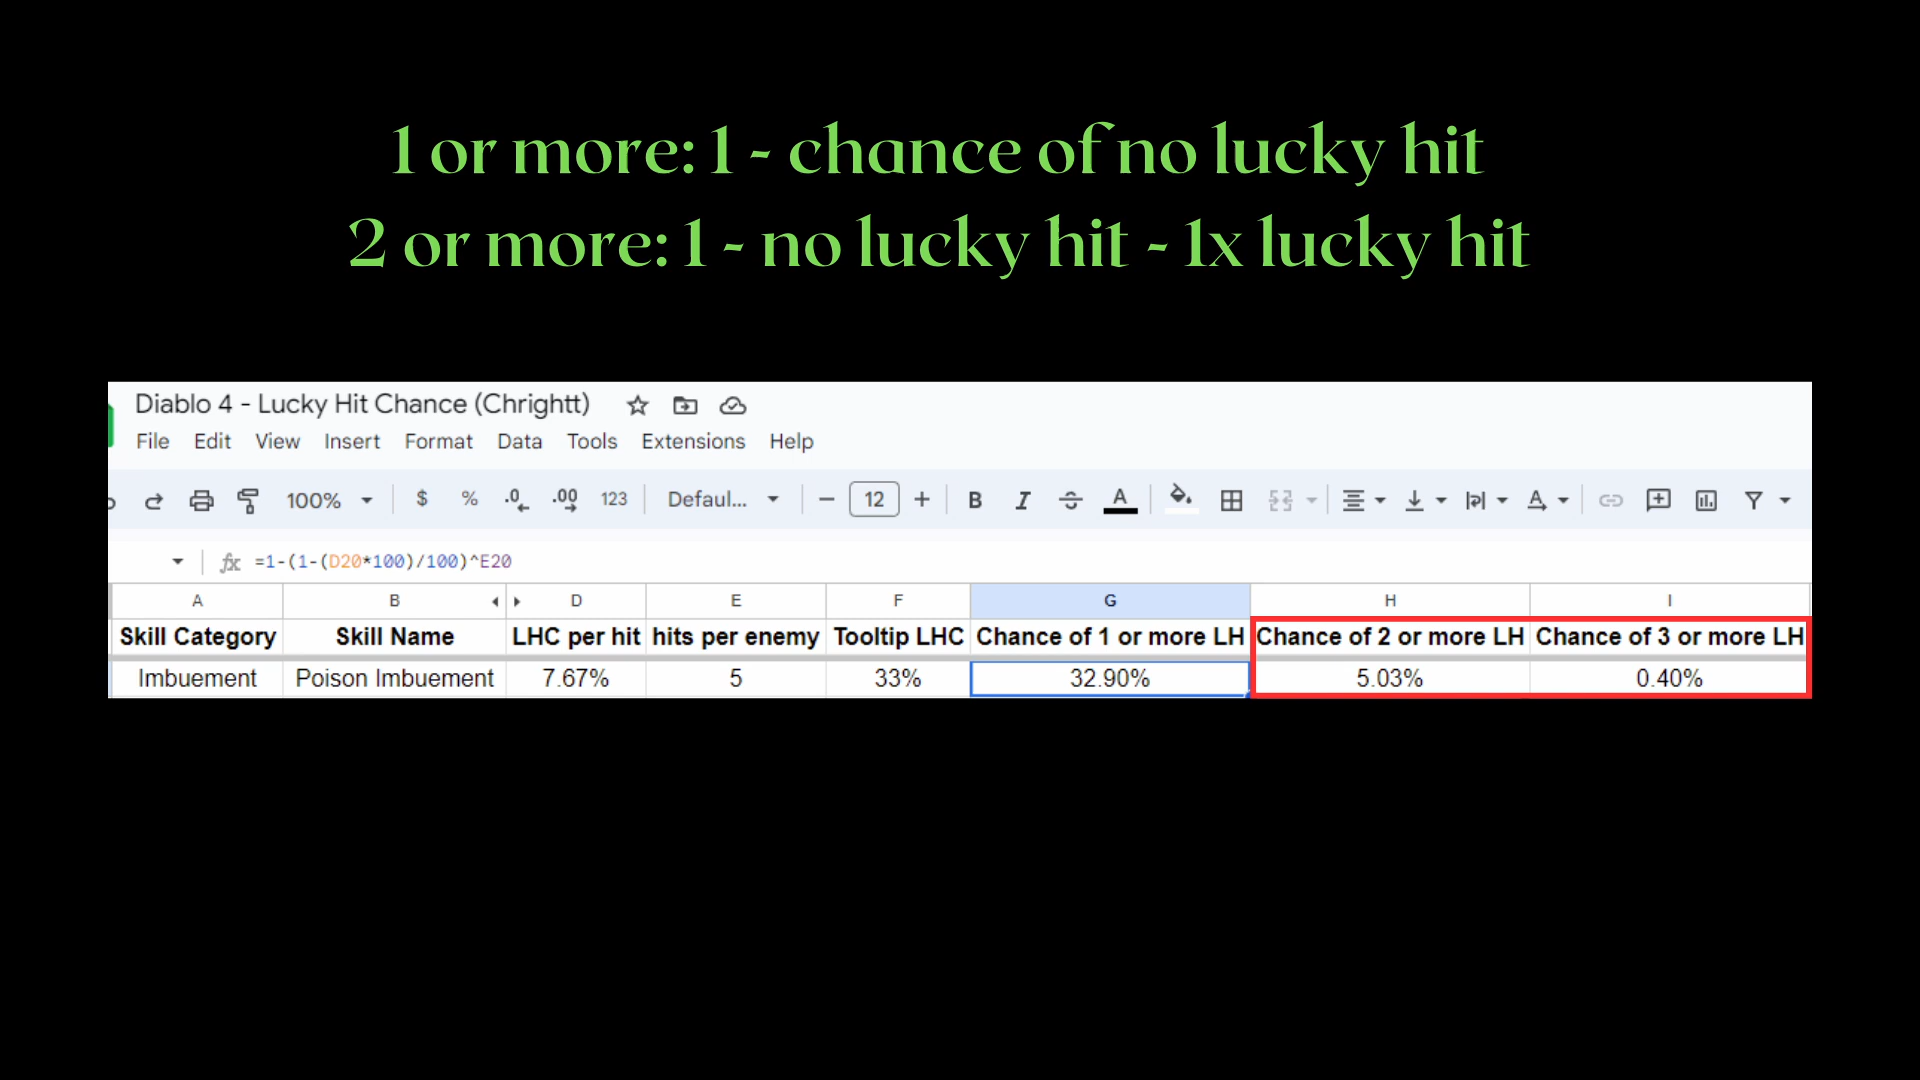 1 or more: 1 - chance of no lucky hit
2 or more: 1 - no lucky hit - 1x lucky hit
Diablo 4 - Lucky Hit Chance (Chrightt)
File Edit View Insert Format Data Tools Extensions Help
100% $ % .0 .00 123 Defaul... − 12 + B I S A A
fx =1-(1-(D20*100)/100)^E20
A B D E F G H I
Skill Category Skill Name LHC per hit hits per enemy Tooltip LHC Chance of 1 or more LH Chance of 2 or more LH Chance of 3 or more LH
Imbuement Poison Imbuement 7.67% 5 33% 32.90% 5.03% 0.40%